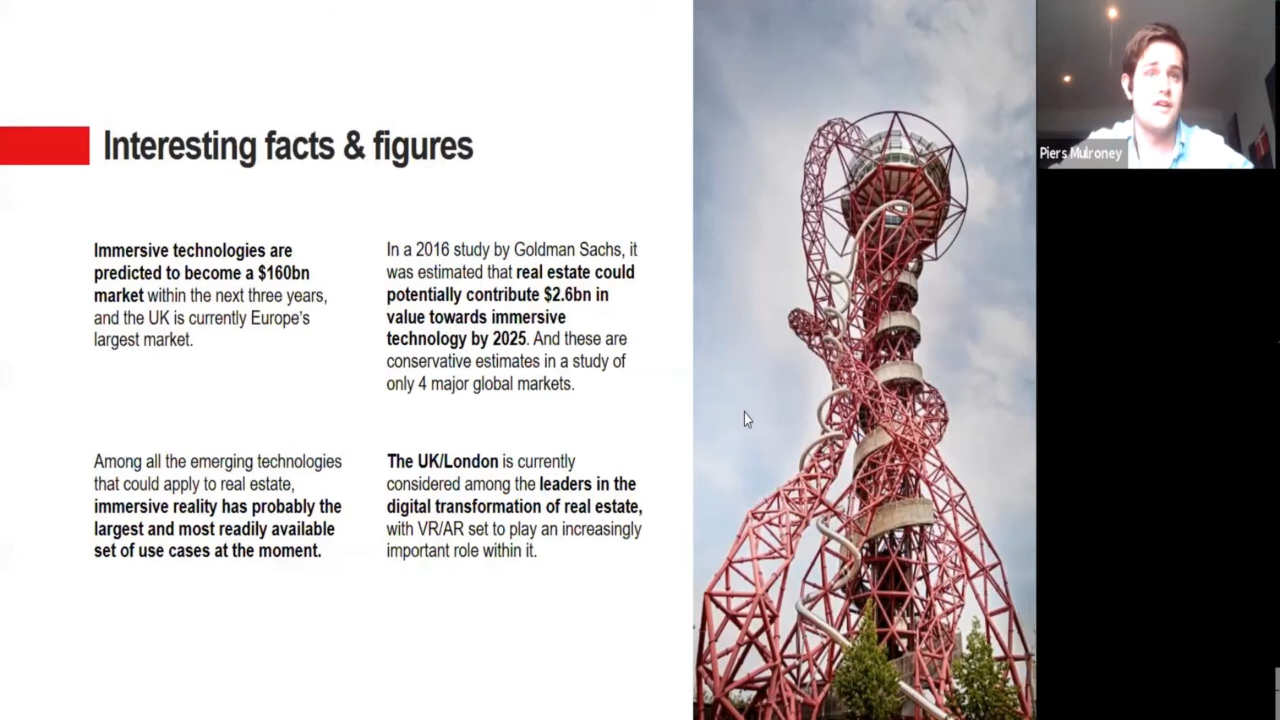 Interesting facts & figures
Immersive technologies are
predicted to become a $160bn
market within the next three years,
and the UK is currently Europe's
largest market.
In a 2016 study by Goldman Sachs, it
was estimated that real estate could
potentially contribute $2.6bn in
value towards immersive
technology by 2025. And these are
conservative estimates in a study of
only 4 major global markets.
Among all the emerging technologies
that could apply to real estate,
immersive reality has probably the
largest and most readily available
set of use cases at the moment.
The UK/London is currently
considered among the leaders in the
digital transformation of real estate,
with VR/AR set to play an increasingly
important role within it.
Piers Mulroney